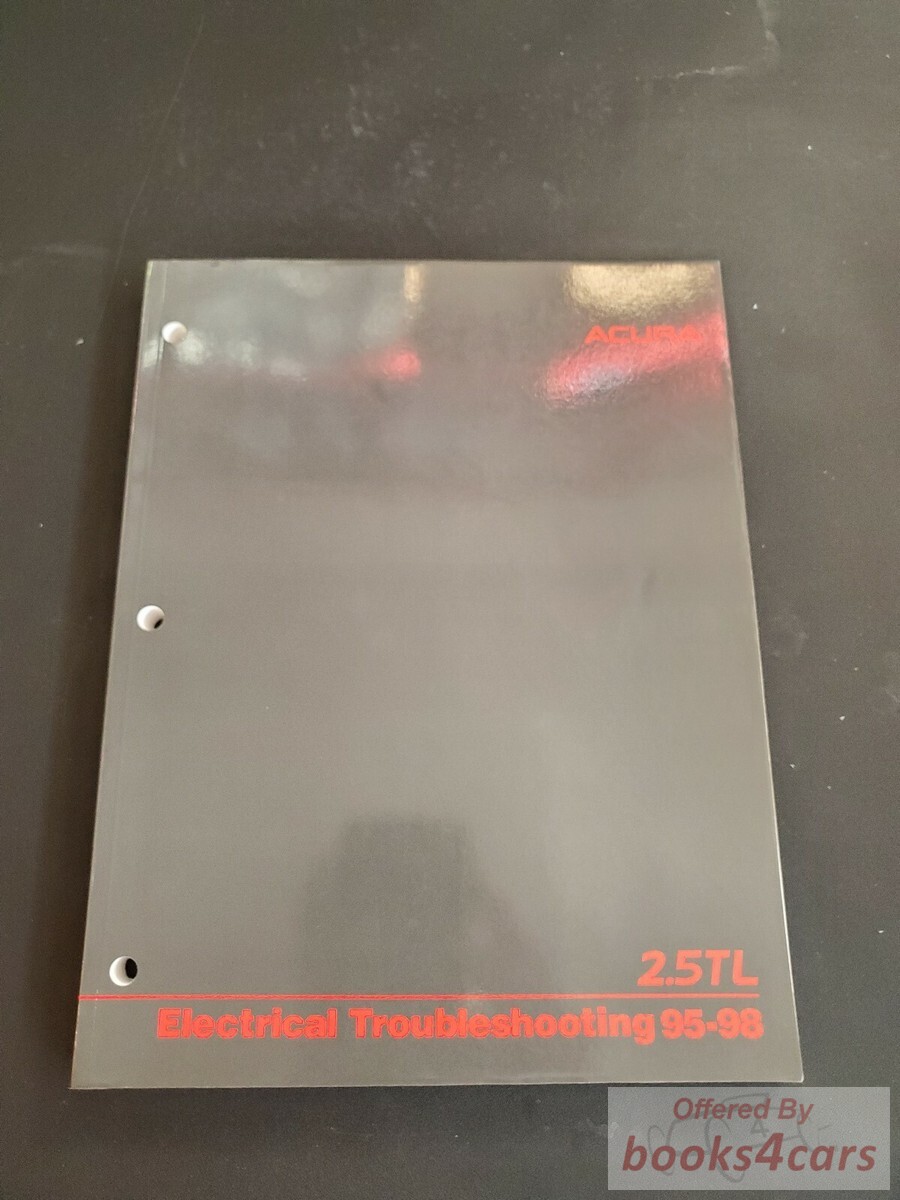 ACURA
2.5TL
Electrical Troubleshooting 95-98
Offered By
books4cars